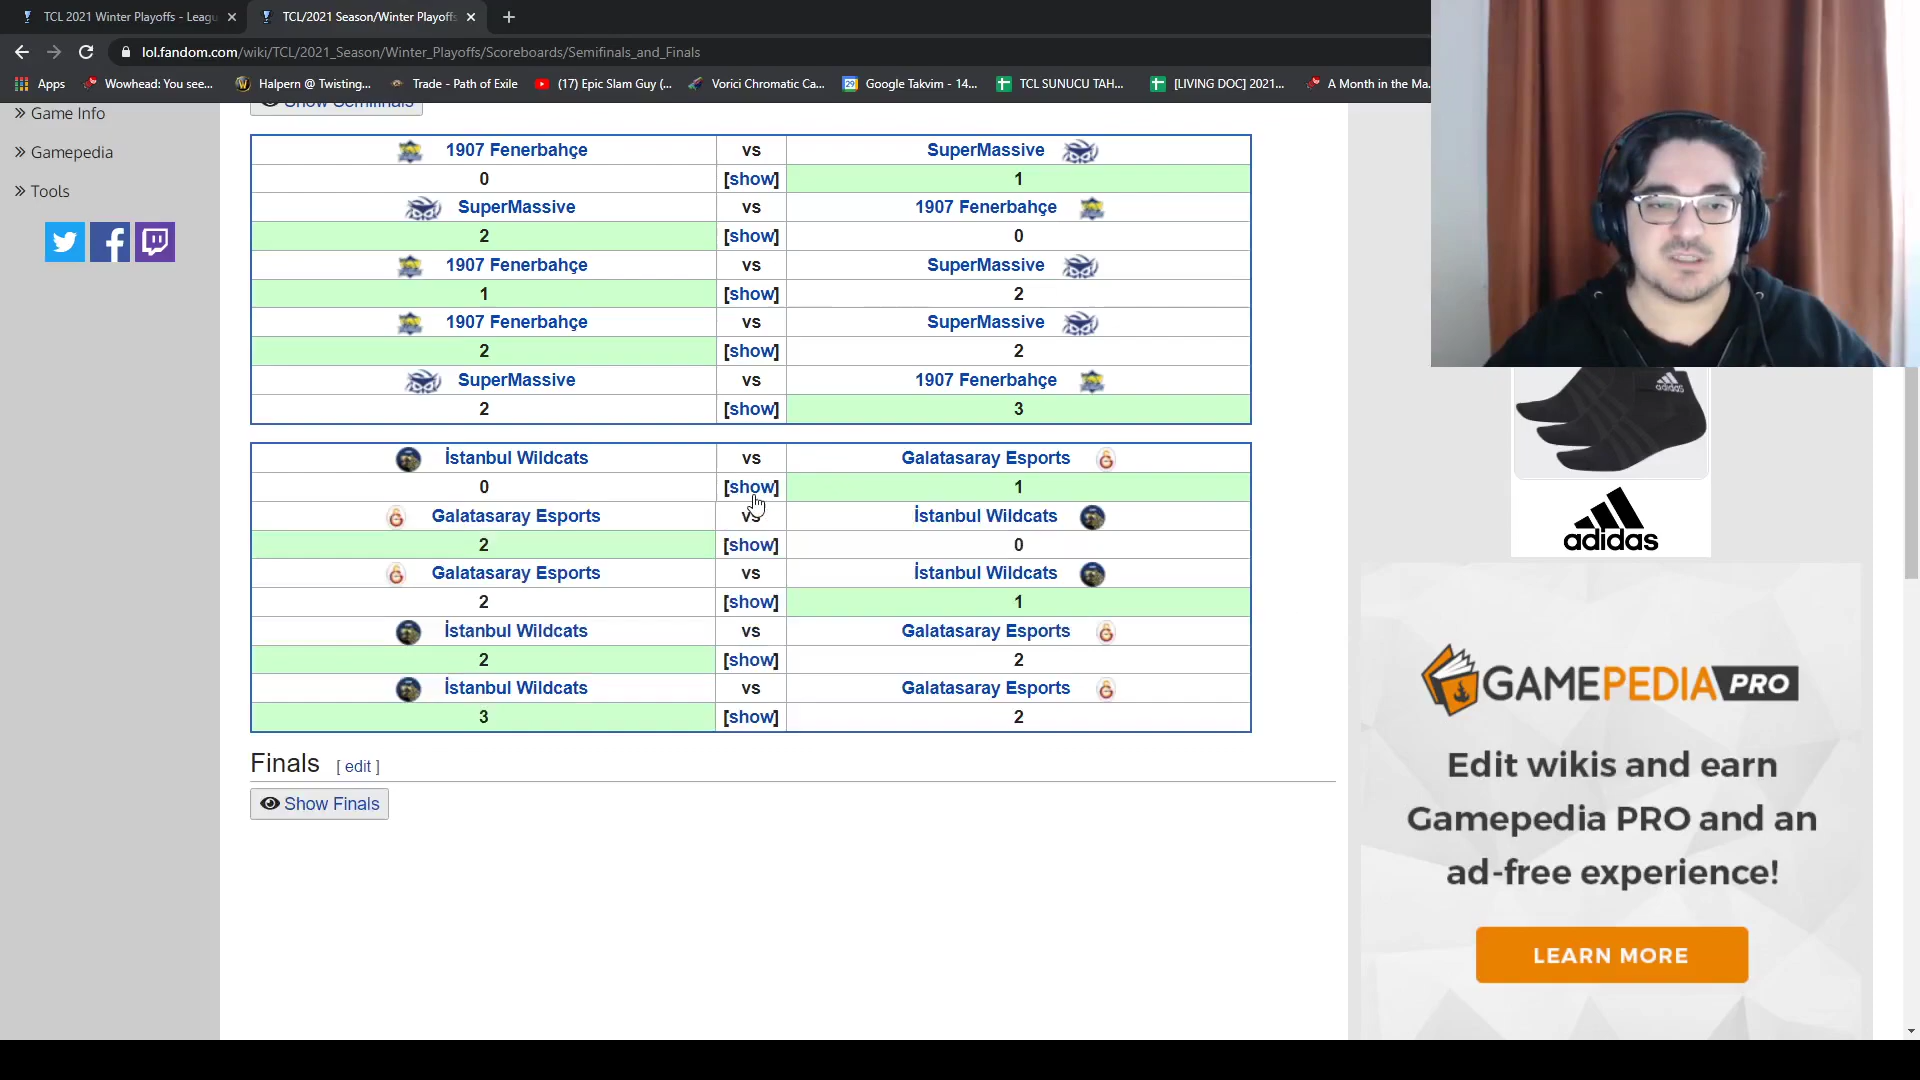 TCL 2021 Winter Playoffs - Leagu
TCL/2021 Season/Winter Playoffs
lol.fandom.com/wiki/TCL/2021_Season/Winter_Playoffs/Scoreboards/Semifinals_and_Finals
Apps
Wowhead: You see...
Halpern @ Twisting...
Trade - Path of Exile
(17) Epic Slam Guy (...
Vorici Chromatic Ca...
Google Takvim - 14...
TCL SUNUCU TAH...
[LIVING DOC] 2021...
A Month in the Ma
Game Info
Gamepedia
Tools
Show Semifinals
1907 Fenerbahçe vs SuperMassive
0 [show] 1
SuperMassive vs 1907 Fenerbahçe
2 [show] 0
1907 Fenerbahçe vs SuperMassive
1 [show] 2
1907 Fenerbahçe vs SuperMassive
2 [show] 2
SuperMassive vs 1907 Fenerbahçe
2 [show] 3
İstanbul Wildcats vs Galatasaray Esports
0 [show] 1
Galatasaray Esports vs İstanbul Wildcats
2 [show] 0
Galatasaray Esports vs İstanbul Wildcats
2 [show] 1
İstanbul Wildcats vs Galatasaray Esports
2 [show] 2
İstanbul Wildcats vs Galatasaray Esports
3 [show] 2
Finals [ edit ]
Show Finals
adidas
GAMEPEDIA PRO
Edit wikis and earn
Gamepedia PRO and an
ad-free experience!
LEARN MORE